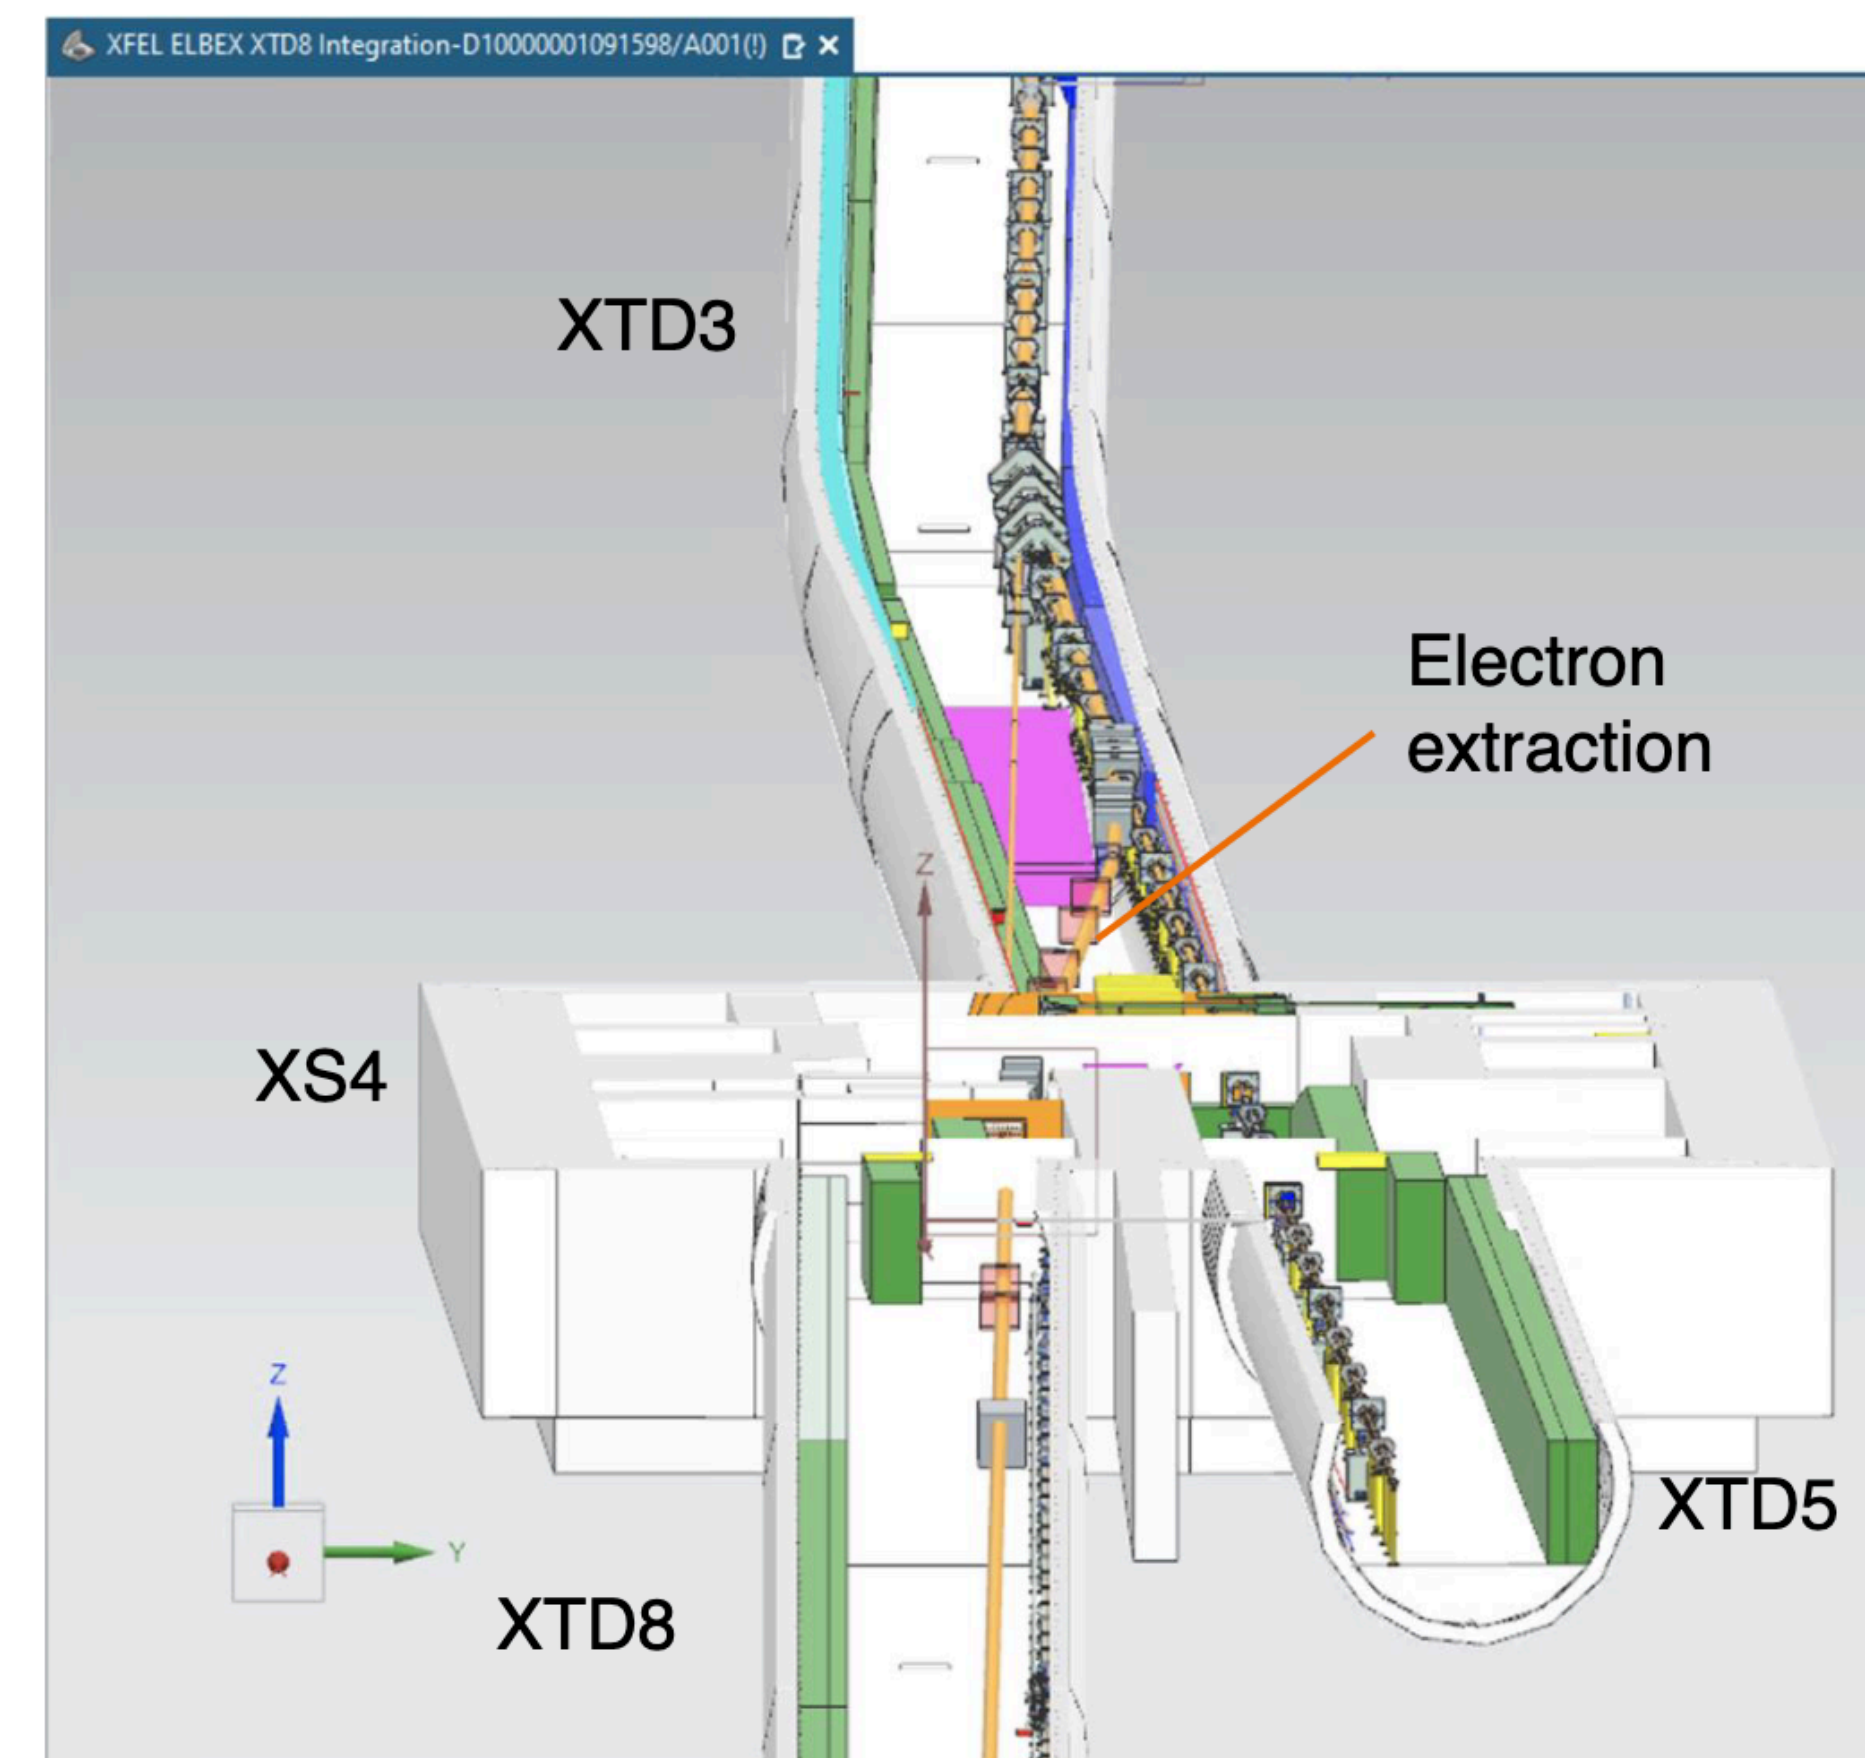 XFEL ELBEX XTD8 Integration-D10000001091598/A001(!)
XTD3
Electron
extraction
Z
XS4
Z
Y
XTD5
XTD8